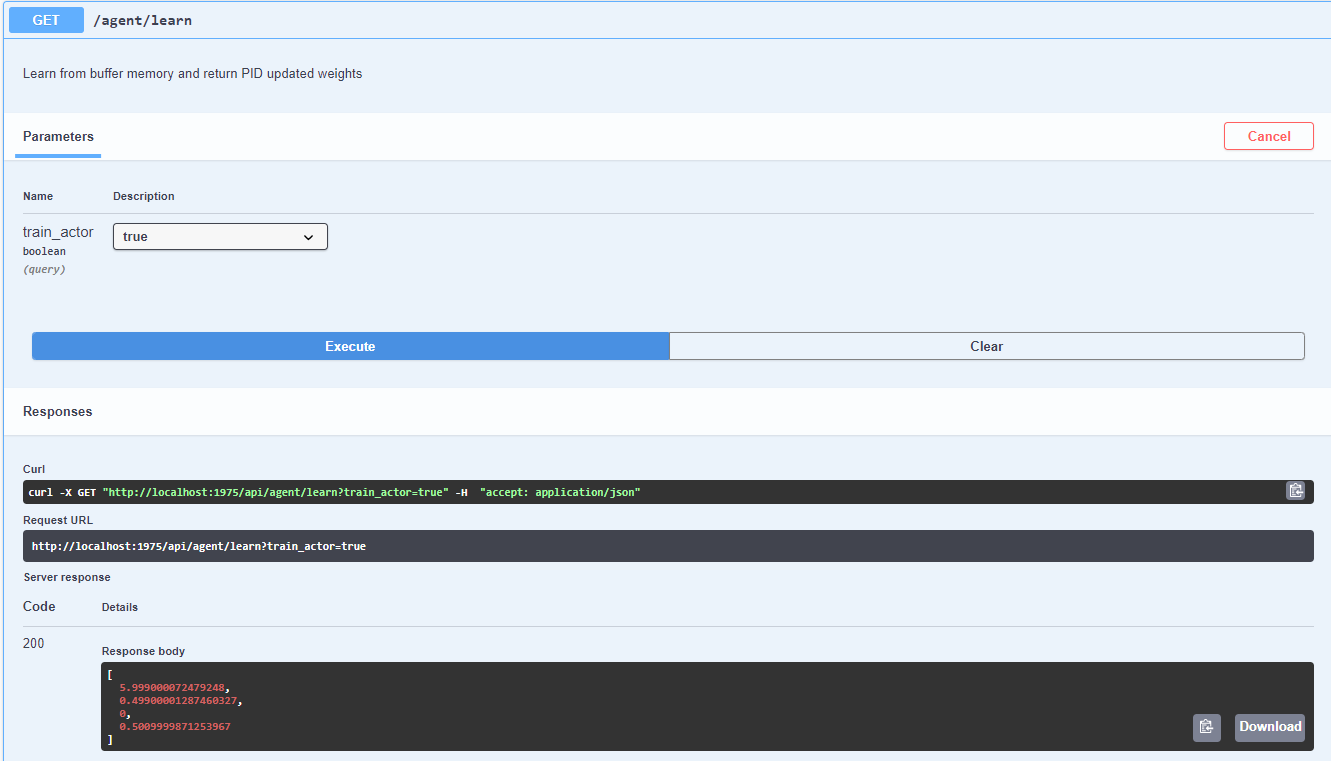 GET /agent/learn
Learn from buffer memory and return PID updated weights
Parameters
Cancel
Name Description
train_actor
true
boolean
(query)
Execute
Clear
Responses
Curl
curl -X GET "http://localhost:1975/api/agent/learn?train_actor=true" -H  "accept: application/json"
Request URL
http://localhost:1975/api/agent/learn?train_actor=true
Server response
Code Details
200
Response body
[
  5.999000072479248,
  0.49900001287460327,
  0,
  0.5009999871253967
]
Download